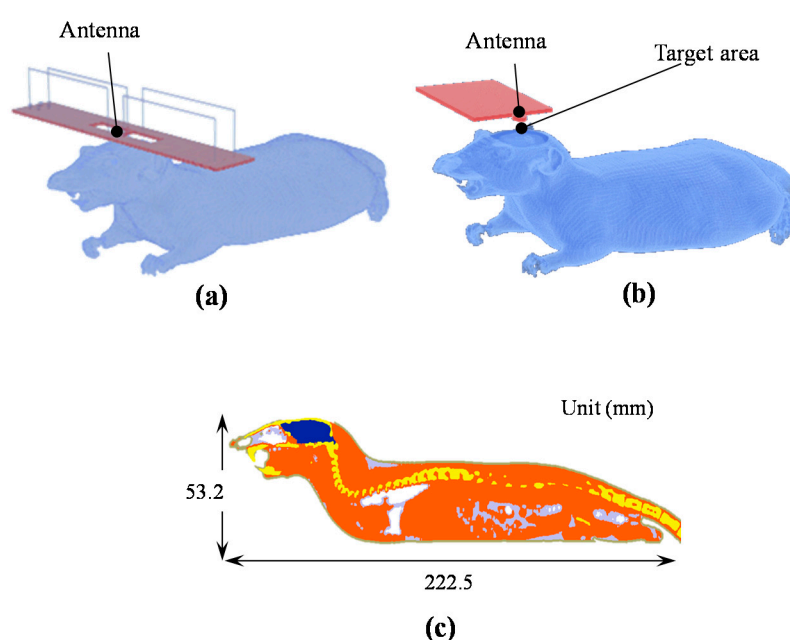 Antenna
Antenna
Target area
(a)
(b)
Unit (mm)
53.2
222.5
(c)